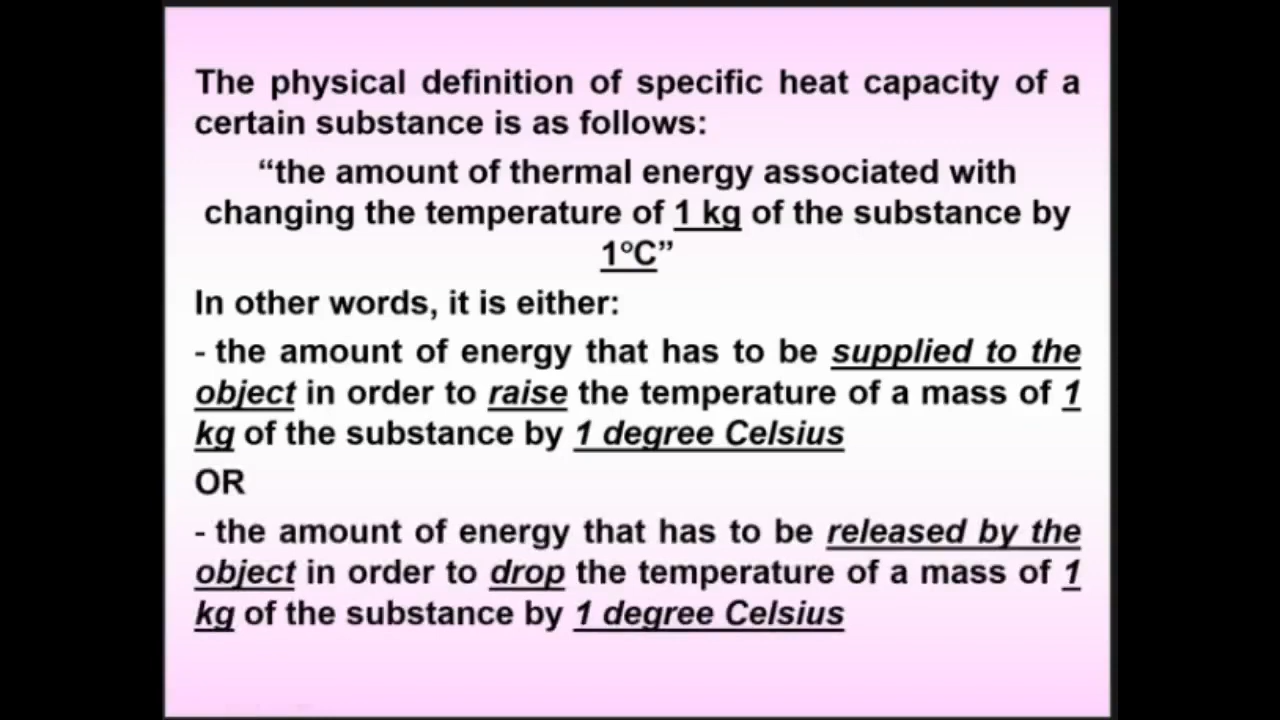 The physical definition of specific heat capacity of a
certain substance is as follows:
“the amount of thermal energy associated with
changing the temperature of 1 kg of the substance by
1°C”
In other words, it is either:
- the amount of energy that has to be supplied to the
object in order to raise the temperature of a mass of 1
kg of the substance by 1 degree Celsius
OR
- the amount of energy that has to be released by the
object in order to drop the temperature of a mass of 1
kg of the substance by 1 degree Celsius